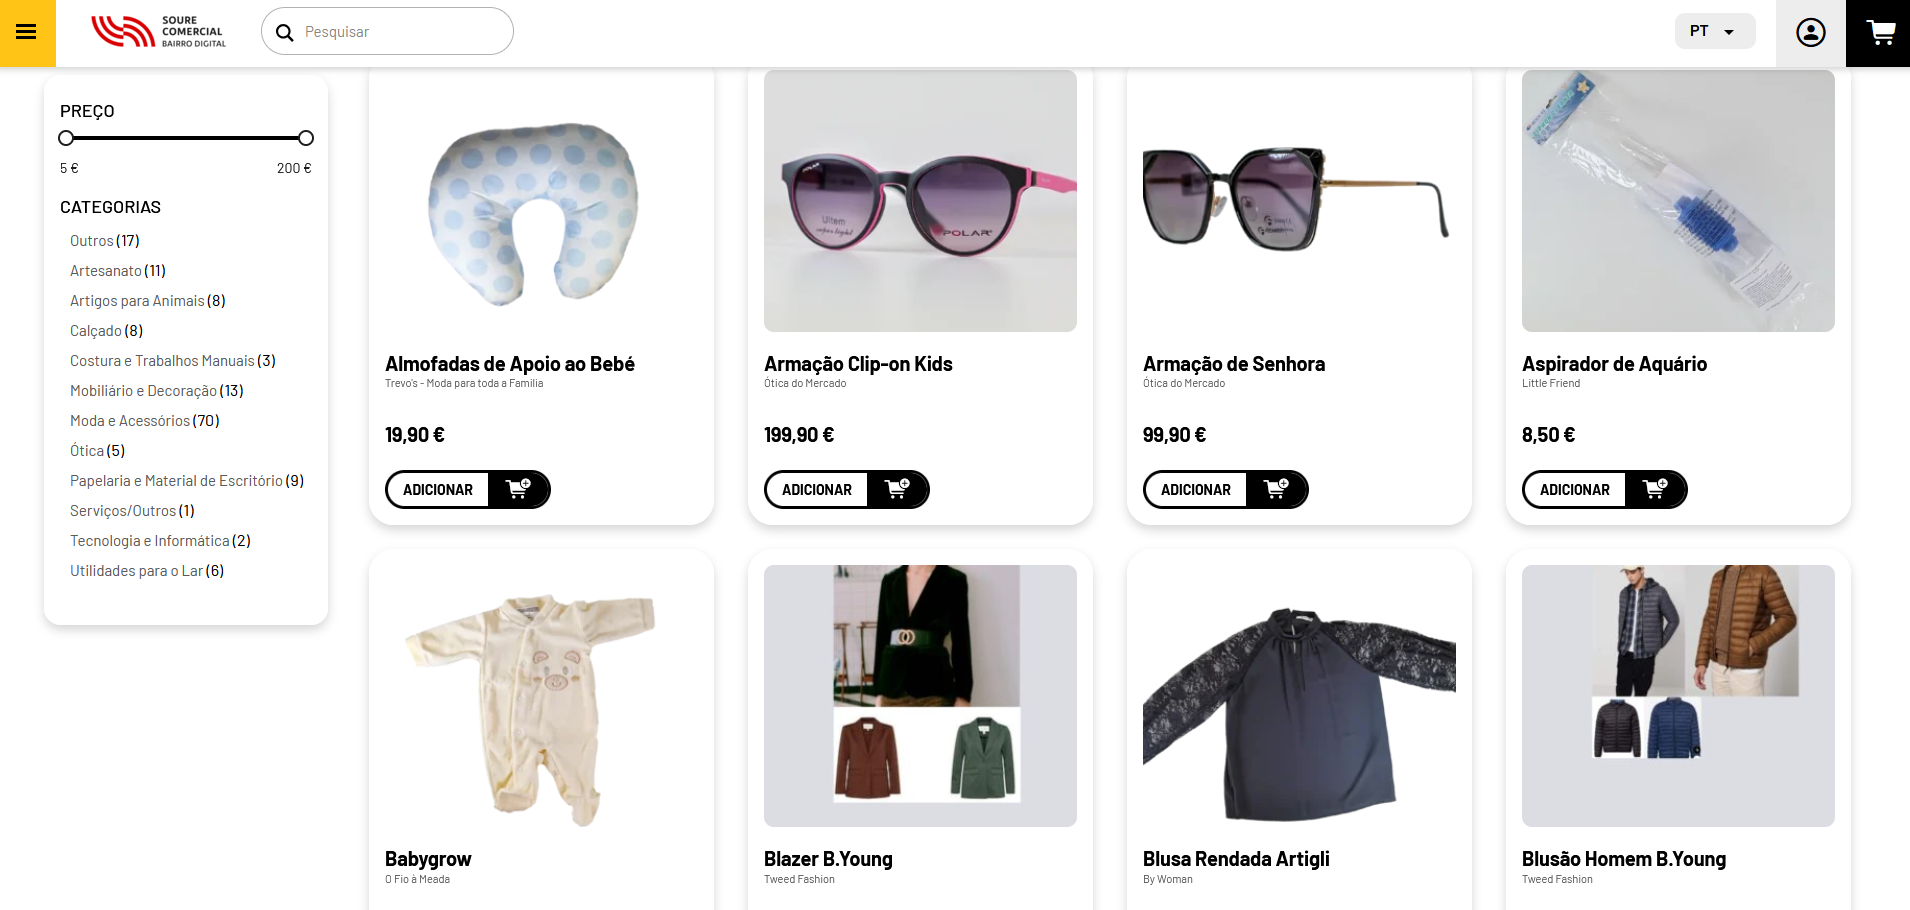 SOURE
COMERCIAL
BAIRRO DIGITAL
Pesquisar
PT
PREÇO
5 €
200 €
CATEGORIAS
Outros (17)
Artesanato (11)
Artigos para Animais (8)
Calçado (8)
Costura e Trabalhos Manuais (3)
Mobiliário e Decoração (13)
Moda e Acessórios (70)
Ótica (5)
Papelaria e Material de Escritório (9)
Serviços/Outros (1)
Tecnologia e Informática (2)
Utilidades para o Lar (6)
POLAR
Ultem
POLAR
Almofadas de Apoio ao Bebé
Trevo's - Moda para toda a Familia
19,90 €
ADICIONAR
Armação Clip-on Kids
Ótica do Mercado
199,90 €
ADICIONAR
Armação de Senhora
Ótica do Mercado
99,90 €
ADICIONAR
Aspirador de Aquário
Little Friend
8,50 €
ADICIONAR
Babygrow
O Fio à Meada
Blazer B.Young
Tweed Fashion
Blusa Rendada Artigli
By Woman
Blusão Homem B.Young
Tweed Fashion